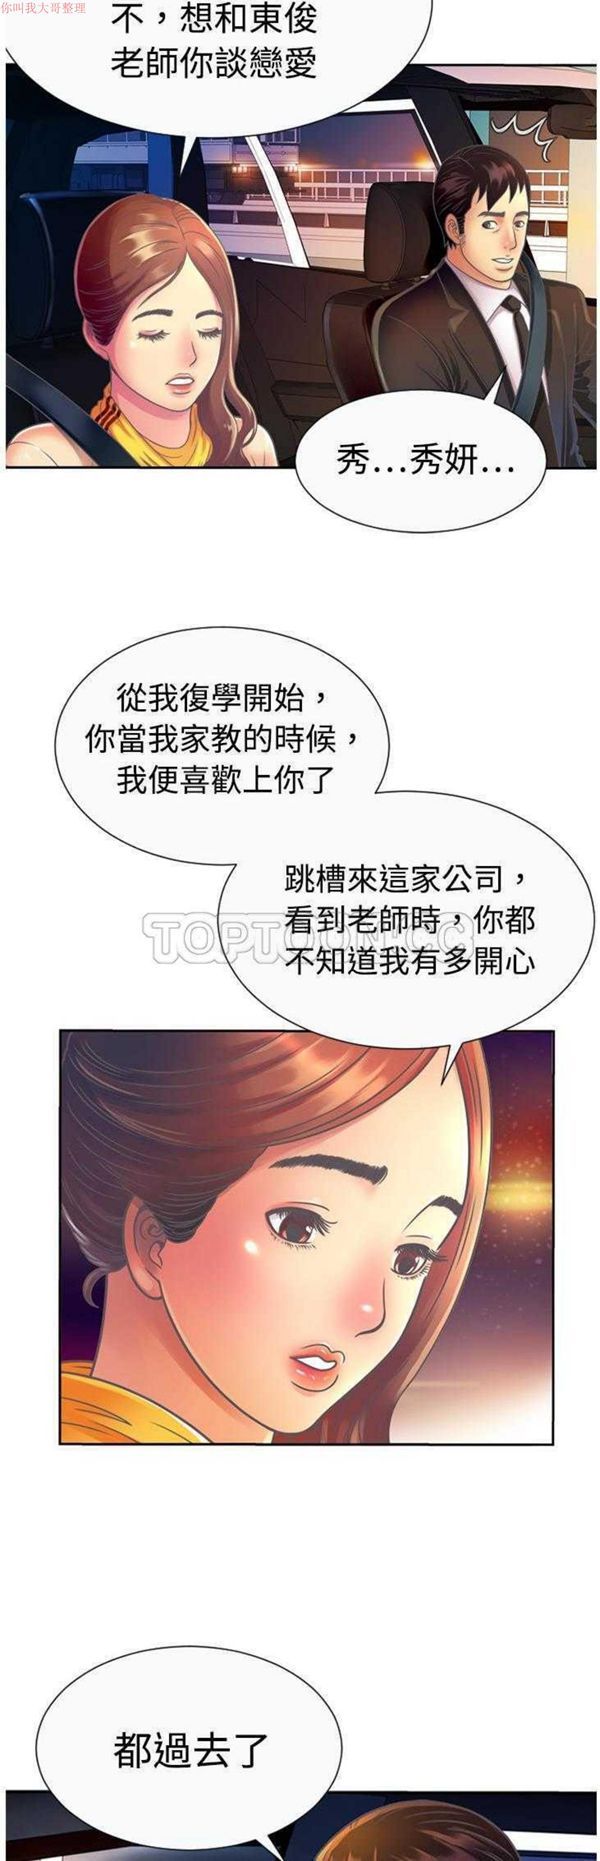 你叫我大哥整理
不，想和東俊
老師你談戀愛
秀…秀妍…
從我復學開始，
你當我家教的時候，
我便喜歡上你了
跳槽來這家公司，
看到老師時，你都
不知道我有多開心
TOPTOON.CC
都過去了